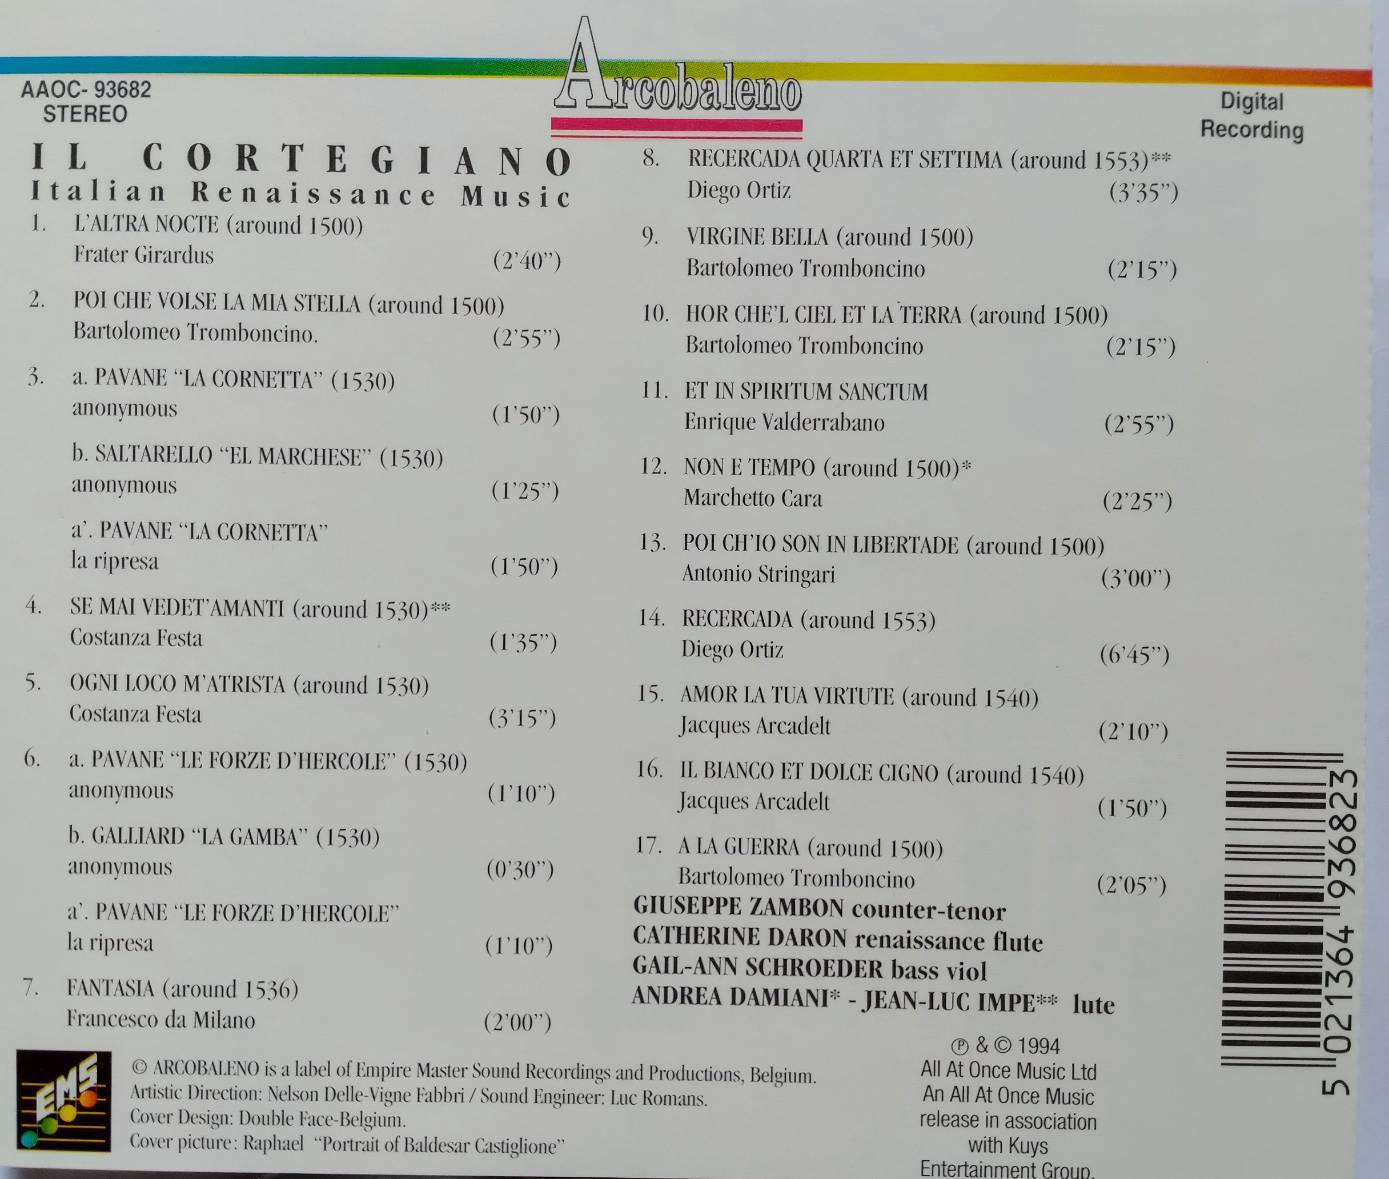 Arcobaleno
AAOC- 93682
STEREO
Digital
Recording
IL CORTEGIANO
Italian Renaissance Music
1. L'ALTRA NOCTE (around 1500)
Frater Girardus (2'40")
2. POI CHE VOLSE LA MIA STELLA (around 1500)
Bartolomeo Tromboncino. (2'55")
3. a. PAVANE “LA CORNETTA” (1530)
anonymous (1'50")
b. SALTARELLO “EL MARCHESE” (1530)
anonymous (1'25")
a'. PAVANE “LA CORNETTA”
la ripresa (1'50")
4. SE MAI VEDET'AMANTI (around 1530)**
Costanza Festa (1'35")
5. OGNI LOCO M'ATRISTA (around 1530)
Costanza Festa (3'15")
6. a. PAVANE “LE FORZE D'HERCOLE” (1530)
anonymous (1'10")
b. GALLIARD “LA GAMBA” (1530)
anonymous (0'30")
a'. PAVANE “LE FORZE D'HERCOLE”
la ripresa (1'10")
7. FANTASIA (around 1536)
Francesco da Milano (2'00")
8. RECERCADA QUARTA ET SETTIMA (around 1553)**
Diego Ortiz (3'35")
9. VIRGINE BELLA (around 1500)
Bartolomeo Tromboncino (2'15")
10. HOR CHE'L CIEL ET LA TERRA (around 1500)
Bartolomeo Tromboncino (2'15")
11. ET IN SPIRITUM SANCTUM
Enrique Valderrabano (2'55")
12. NON E TEMPO (around 1500)*
Marchetto Cara (2'25")
13. POI CH'IO SON IN LIBERTADE (around 1500)
Antonio Stringari (3'00")
14. RECERCADA (around 1553)
Diego Ortiz (6'45")
15. AMOR LA TUA VIRTUTE (around 1540)
Jacques Arcadelt (2'10")
16. IL BIANCO ET DOLCE CIGNO (around 1540)
Jacques Arcadelt (1'50")
17. A LA GUERRA (around 1500)
Bartolomeo Tromboncino (2'05")
GIUSEPPE ZAMBON counter-tenor
CATHERINE DARON renaissance flute
GAIL-ANN SCHROEDER bass viol
ANDREA DAMIANI* - JEAN-LUC IMPE** lute
EMS
© ARCOBALENO is a label of Empire Master Sound Recordings and Productions, Belgium.
Artistic Direction: Nelson Delle-Vigne Fabbri / Sound Engineer: Luc Romans.
Cover Design: Double Face-Belgium.
Cover picture: Raphael “Portrait of Baldesar Castiglione”
℗ & © 1994
All At Once Music Ltd
An All At Once Music
release in association
with Kuys
Entertainment Group.
5 021364 936823